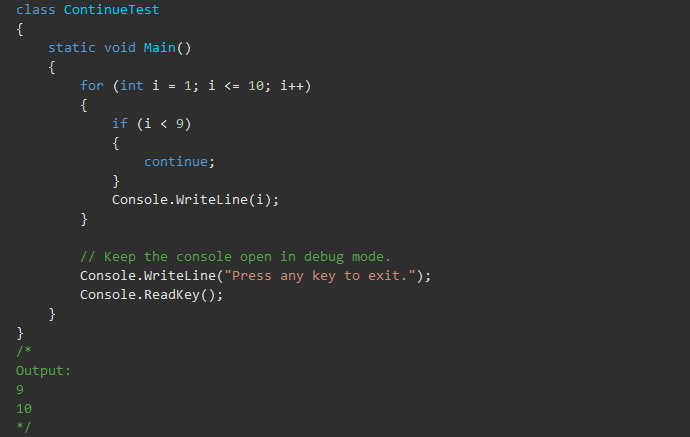 class ContinueTest
{
    static void Main()
    {
        for (int i = 1; i <= 10; i++)
        {
            if (i < 9)
            {
                continue;
            }
            Console.WriteLine(i);
        }

        // Keep the console open in debug mode.
        Console.WriteLine("Press any key to exit.");
        Console.ReadKey();
    }
}
/*
Output:
9
10
*/